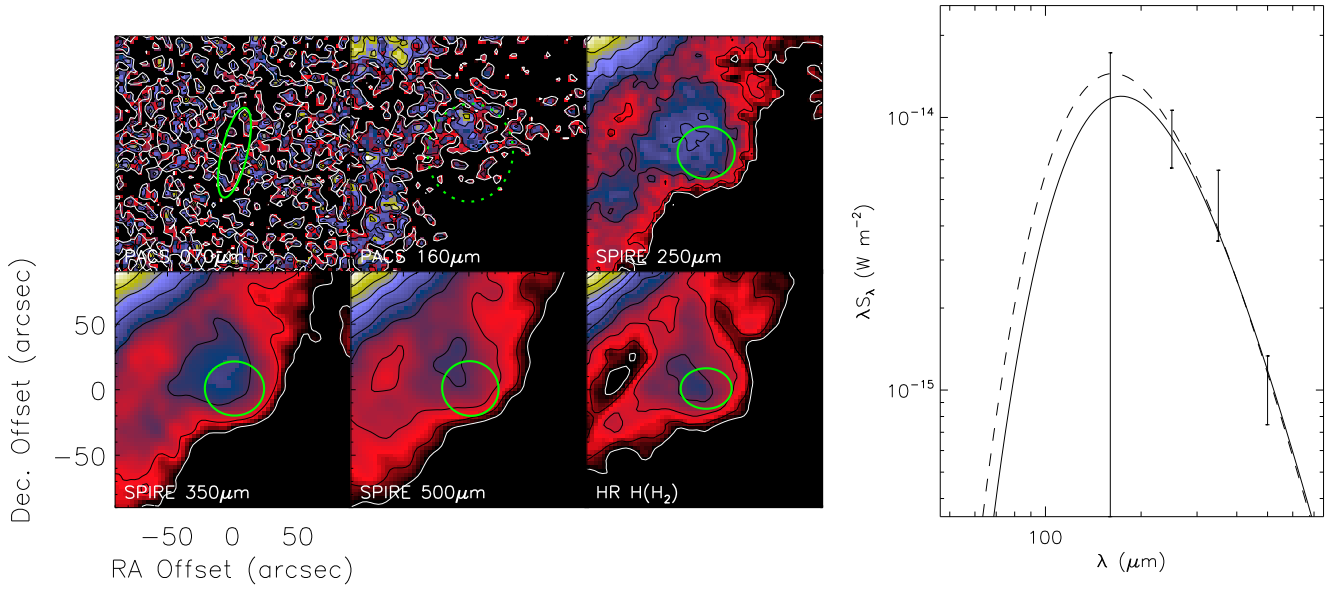 PACS 070μm
PACS 160μm
SPIRE 250μm
SPIRE 350μm
SPIRE 500μm
HR H(H₂)
Dec. Offset (arcsec)
50
0
−50
−50 0 50
RA Offset (arcsec)
λS_λ (W m⁻²)
10⁻¹⁴
10⁻¹⁵
100
λ (μm)